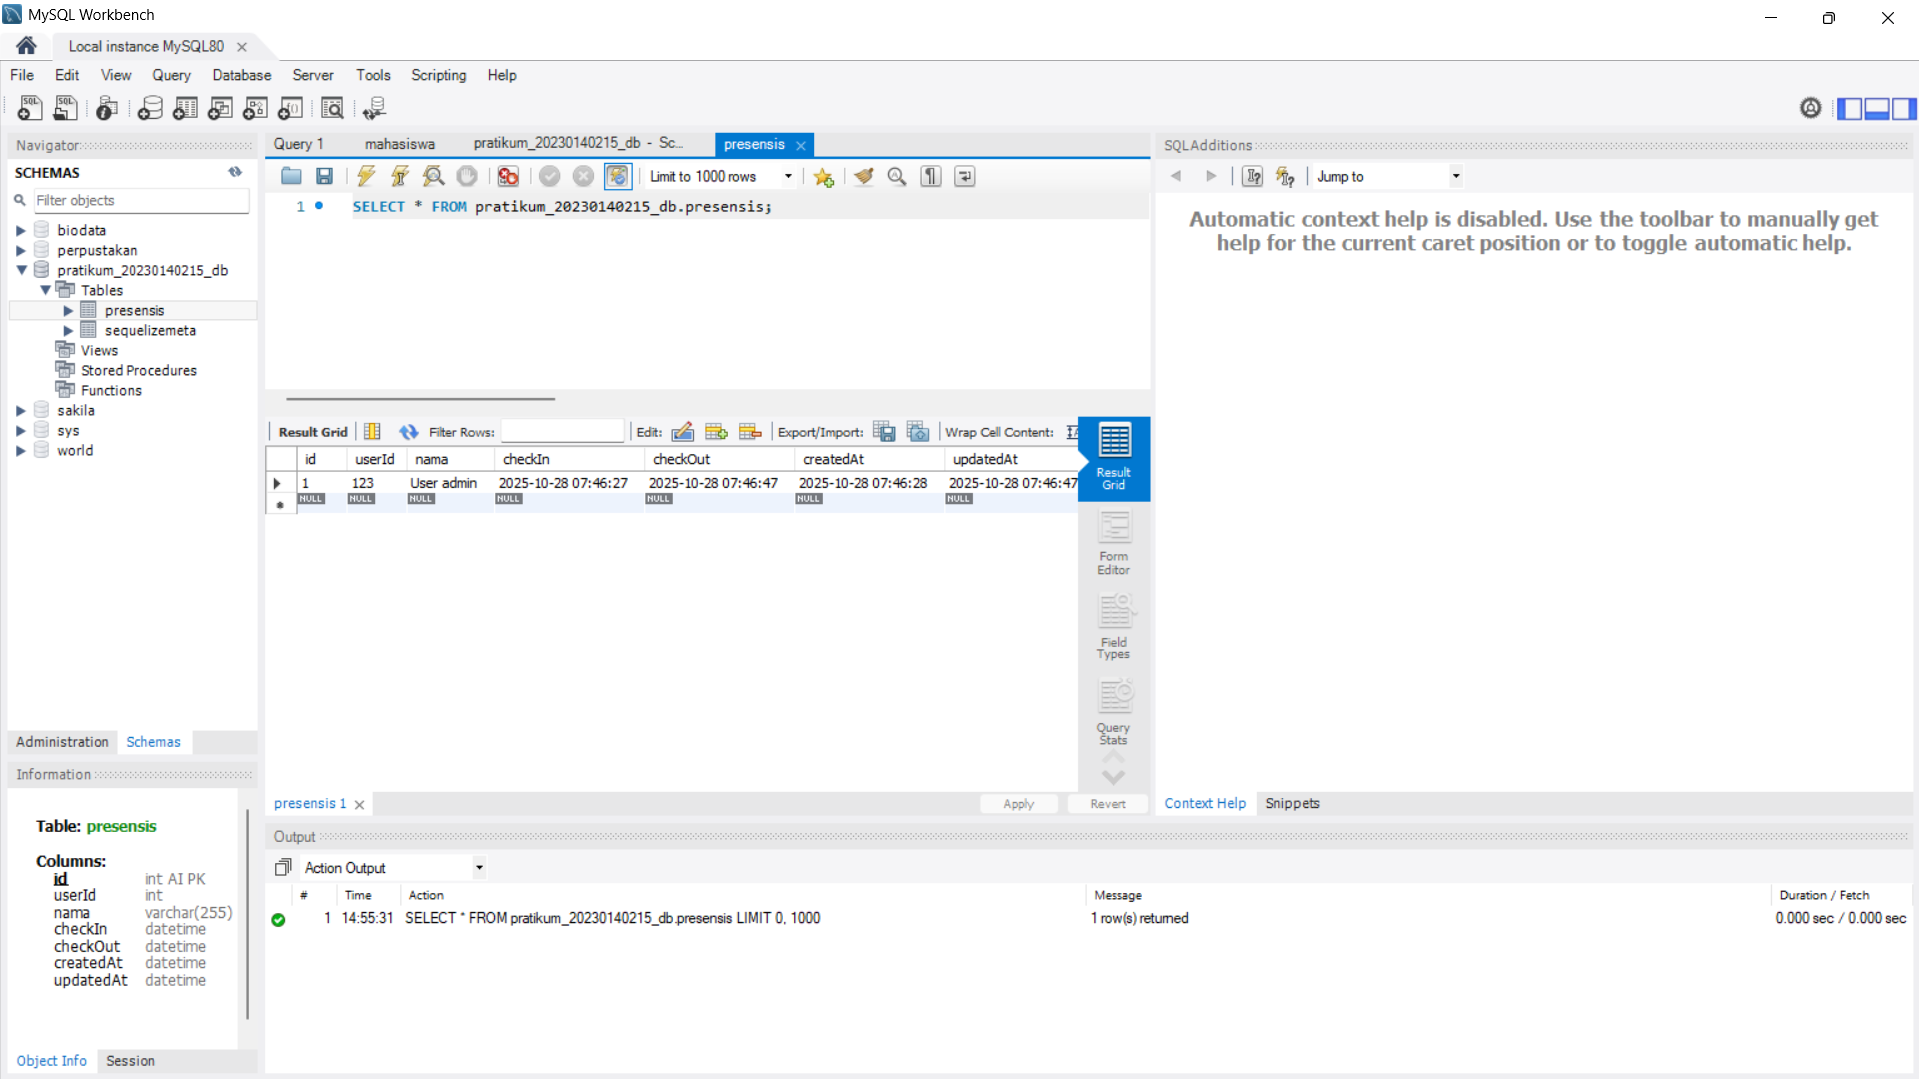 MySQL Workbench
Local instance MySQL80
File Edit View Query Database Server Tools Scripting Help
Navigator
SCHEMAS
Filter objects
biodata
perpustakan
pratikum_20230140215_db
Tables
presensis
sequelizemeta
Views
Stored Procedures
Functions
sakila
sys
world
Administration Schemas
Information
Table: presensis
Columns:
id int AI PK
userId int
nama varchar(255)
checkIn datetime
checkOut datetime
createdAt datetime
updatedAt datetime
Object Info Session
Query 1 mahasiswa pratikum_20230140215_db - Sc... presensis
Limit to 1000 rows
1 SELECT * FROM pratikum_20230140215_db.presensis;
Result Grid Filter Rows: Edit: Export/Import: Wrap Cell Content:
id userId nama checkIn checkOut createdAt updatedAt
1 123 User admin 2025-10-28 07:46:27 2025-10-28 07:46:47 2025-10-28 07:46:28 2025-10-28 07:46:47
NULL NULL NULL NULL NULL NULL NULL
Result
Grid
Form
Editor
Field
Types
Query
Stats
presensis 1
Apply Revert
SQLAdditions
Jump to
Automatic context help is disabled. Use the toolbar to manually get
help for the current caret position or to toggle automatic help.
Context Help Snippets
Output
Action Output
# Time Action Message Duration / Fetch
1 14:55:31 SELECT * FROM pratikum_20230140215_db.presensis LIMIT 0, 1000 1 row(s) returned 0.000 sec / 0.000 sec